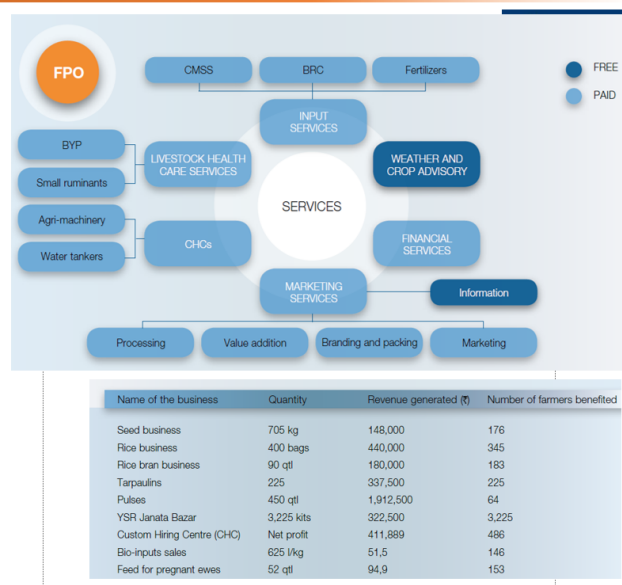 FPO
CMSS
BRC
Fertilizers
FREE
PAID
INPUT
SERVICES
BYP
Small ruminants
LIVESTOCK HEALTH
CARE SERVICES
WEATHER AND
CROP ADVISORY
SERVICES
Agri-machinery
Water tankers
CHCs
FINANCIAL
SERVICES
MARKETING
SERVICES
Information
Processing
Value addition
Branding and packing
Marketing
Name of the business Quantity Revenue generated (₹) Number of farmers benefited
Seed business 705 kg 148,000 176
Rice business 400 bags 440,000 345
Rice bran business 90 qtl 180,000 183
Tarpaulins 225 337,500 225
Pulses 450 qtl 1,912,500 64
YSR Janata Bazar 3,225 kits 322,500 3,225
Custom Hiring Centre (CHC) Net profit 411,889 486
Bio-inputs sales 625 l/kg 51,5 146
Feed for pregnant ewes 52 qtl 94,9 153